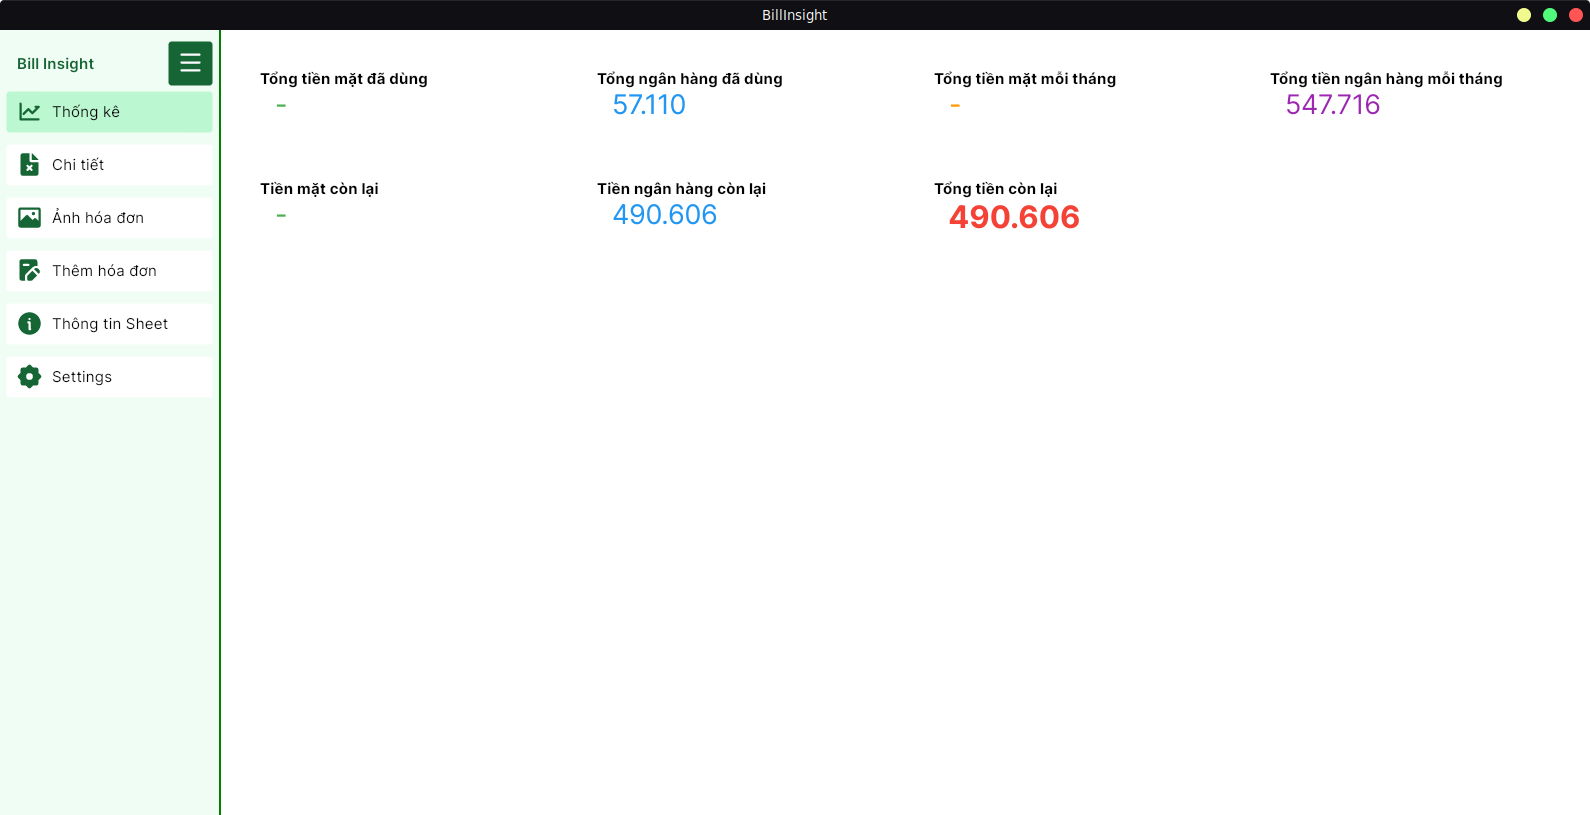 BillInsight
Bill Insight
Thống kê
Chi tiết
Ảnh hóa đơn
Thêm hóa đơn
Thông tin Sheet
Settings
Tổng tiền mặt đã dùng
-
Tổng ngân hàng đã dùng
57.110
Tổng tiền mặt mỗi tháng
-
Tổng tiền ngân hàng mỗi tháng
547.716
Tiền mặt còn lại
-
Tiền ngân hàng còn lại
490.606
Tổng tiền còn lại
490.606